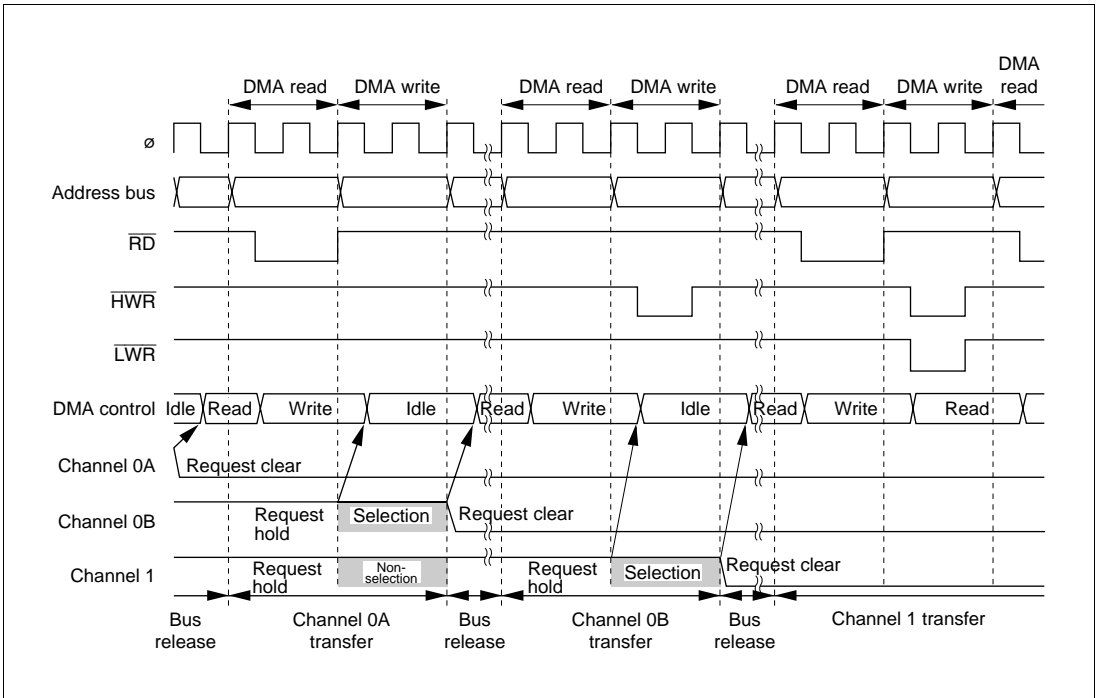 DMA
DMA read DMA write DMA read DMA write DMA read DMA write read
ø
Address bus
RD
HWR
LWR
DMA control Idle Read Write Idle Read Write Idle Read Write Read
Channel 0A Request clear
Channel 0B Request hold Selection Request clear
Channel 1 Request hold Non-selection Request hold Selection Request clear
Bus release Channel 0A transfer Bus release Channel 0B transfer Bus release Channel 1 transfer